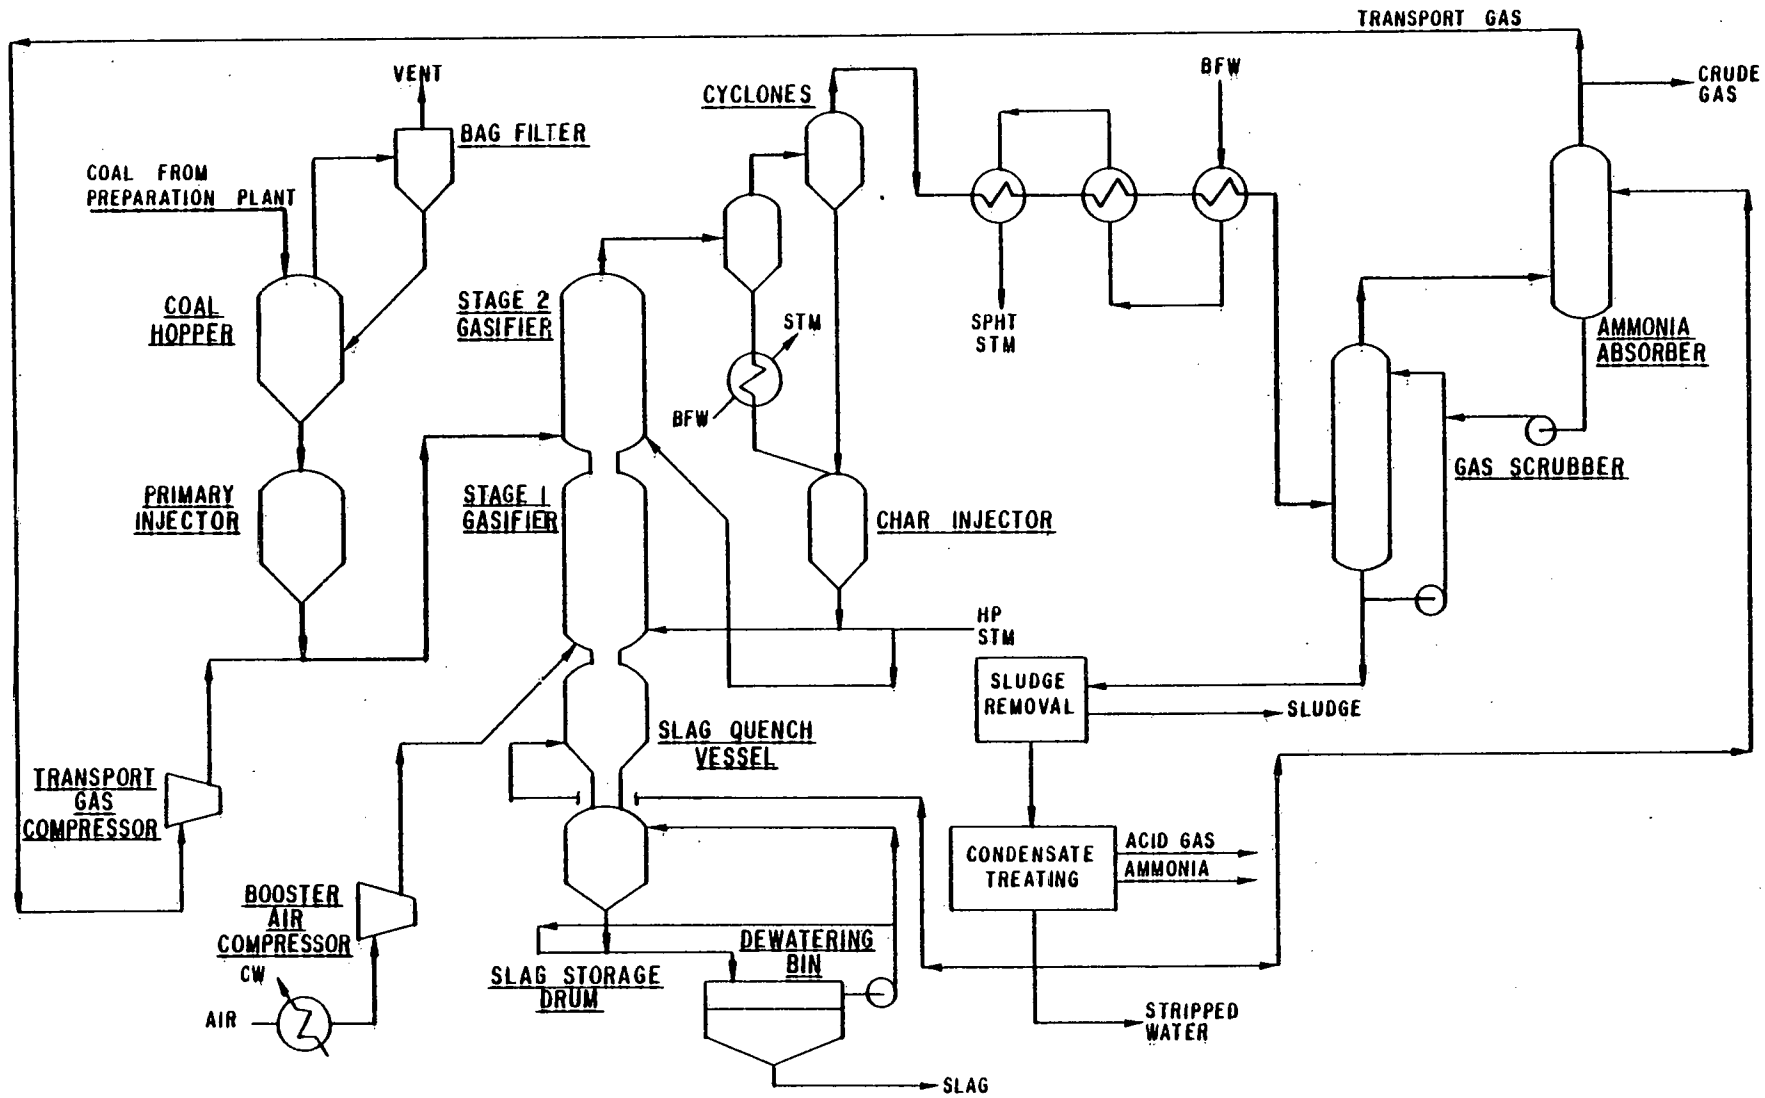 TRANSPORT GAS
CRUDE
GAS
VENT
BFW
CYCLONES
BAG FILTER
COAL FROM
PREPARATION PLANT
COAL
HOPPER
STAGE 2
GASIFIER
STM
SPHT
STM
AMMONIA
ABSORBER
BFW
GAS SCRUBBER
PRIMARY
INJECTOR
STAGE 1
GASIFIER
CHAR INJECTOR
HP
STM
SLUDGE
REMOVAL
SLUDGE
SLAG QUENCH
VESSEL
TRANSPORT
GAS
COMPRESSOR
CONDENSATE
TREATING
ACID GAS
AMMONIA
BOOSTER
AIR
COMPRESSOR
DEWATERING
BIN
CW
SLAG STORAGE
DRUM
AIR
STRIPPED
WATER
SLAG